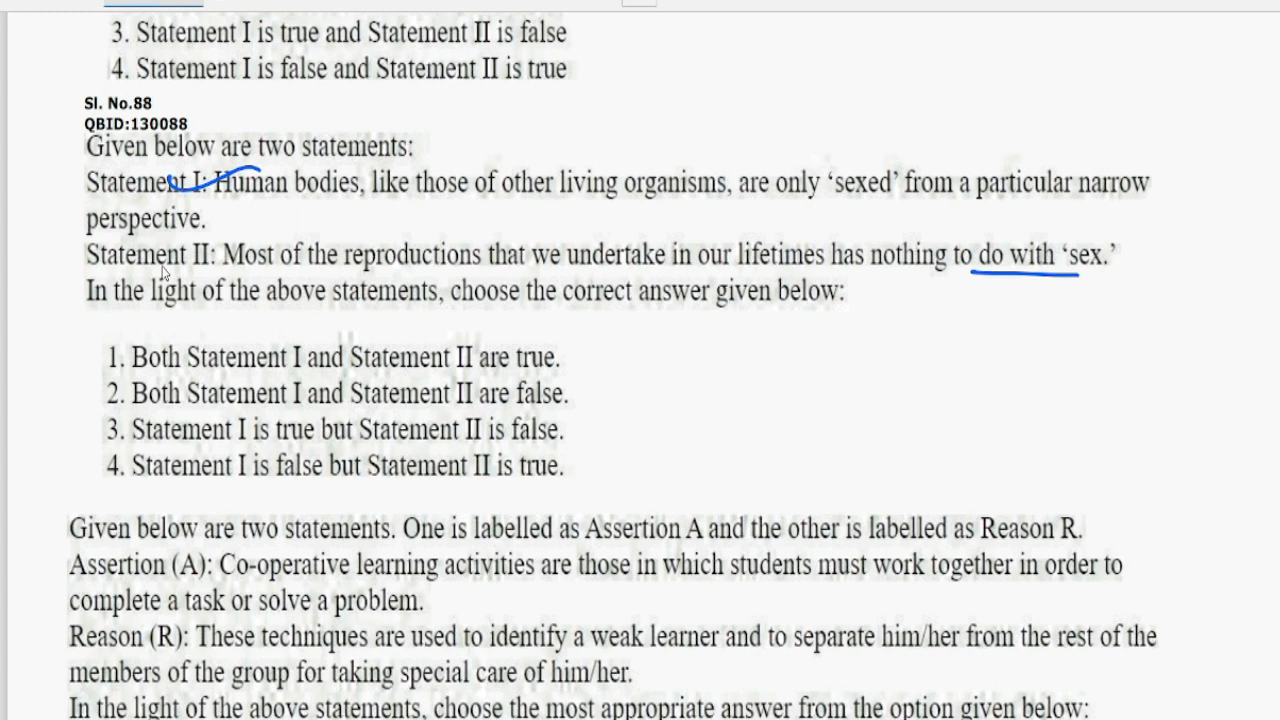 3. Statement I is true and Statement II is false
4. Statement I is false and Statement II is true
Sl. No.88
QBID:130088
Given below are two statements:
Statement I: Human bodies, like those of other living organisms, are only ‘sexed’ from a particular narrow
perspective.
Statement II: Most of the reproductions that we undertake in our lifetimes has nothing to do with ‘sex.’
In the light of the above statements, choose the correct answer given below:
1. Both Statement I and Statement II are true.
2. Both Statement I and Statement II are false.
3. Statement I is true but Statement II is false.
4. Statement I is false but Statement II is true.
Given below are two statements. One is labelled as Assertion A and the other is labelled as Reason R.
Assertion (A): Co-operative learning activities are those in which students must work together in order to
complete a task or solve a problem.
Reason (R): These techniques are used to identify a weak learner and to separate him/her from the rest of the
members of the group for taking special care of him/her.
In the light of the above statements, choose the most appropriate answer from the option given below: